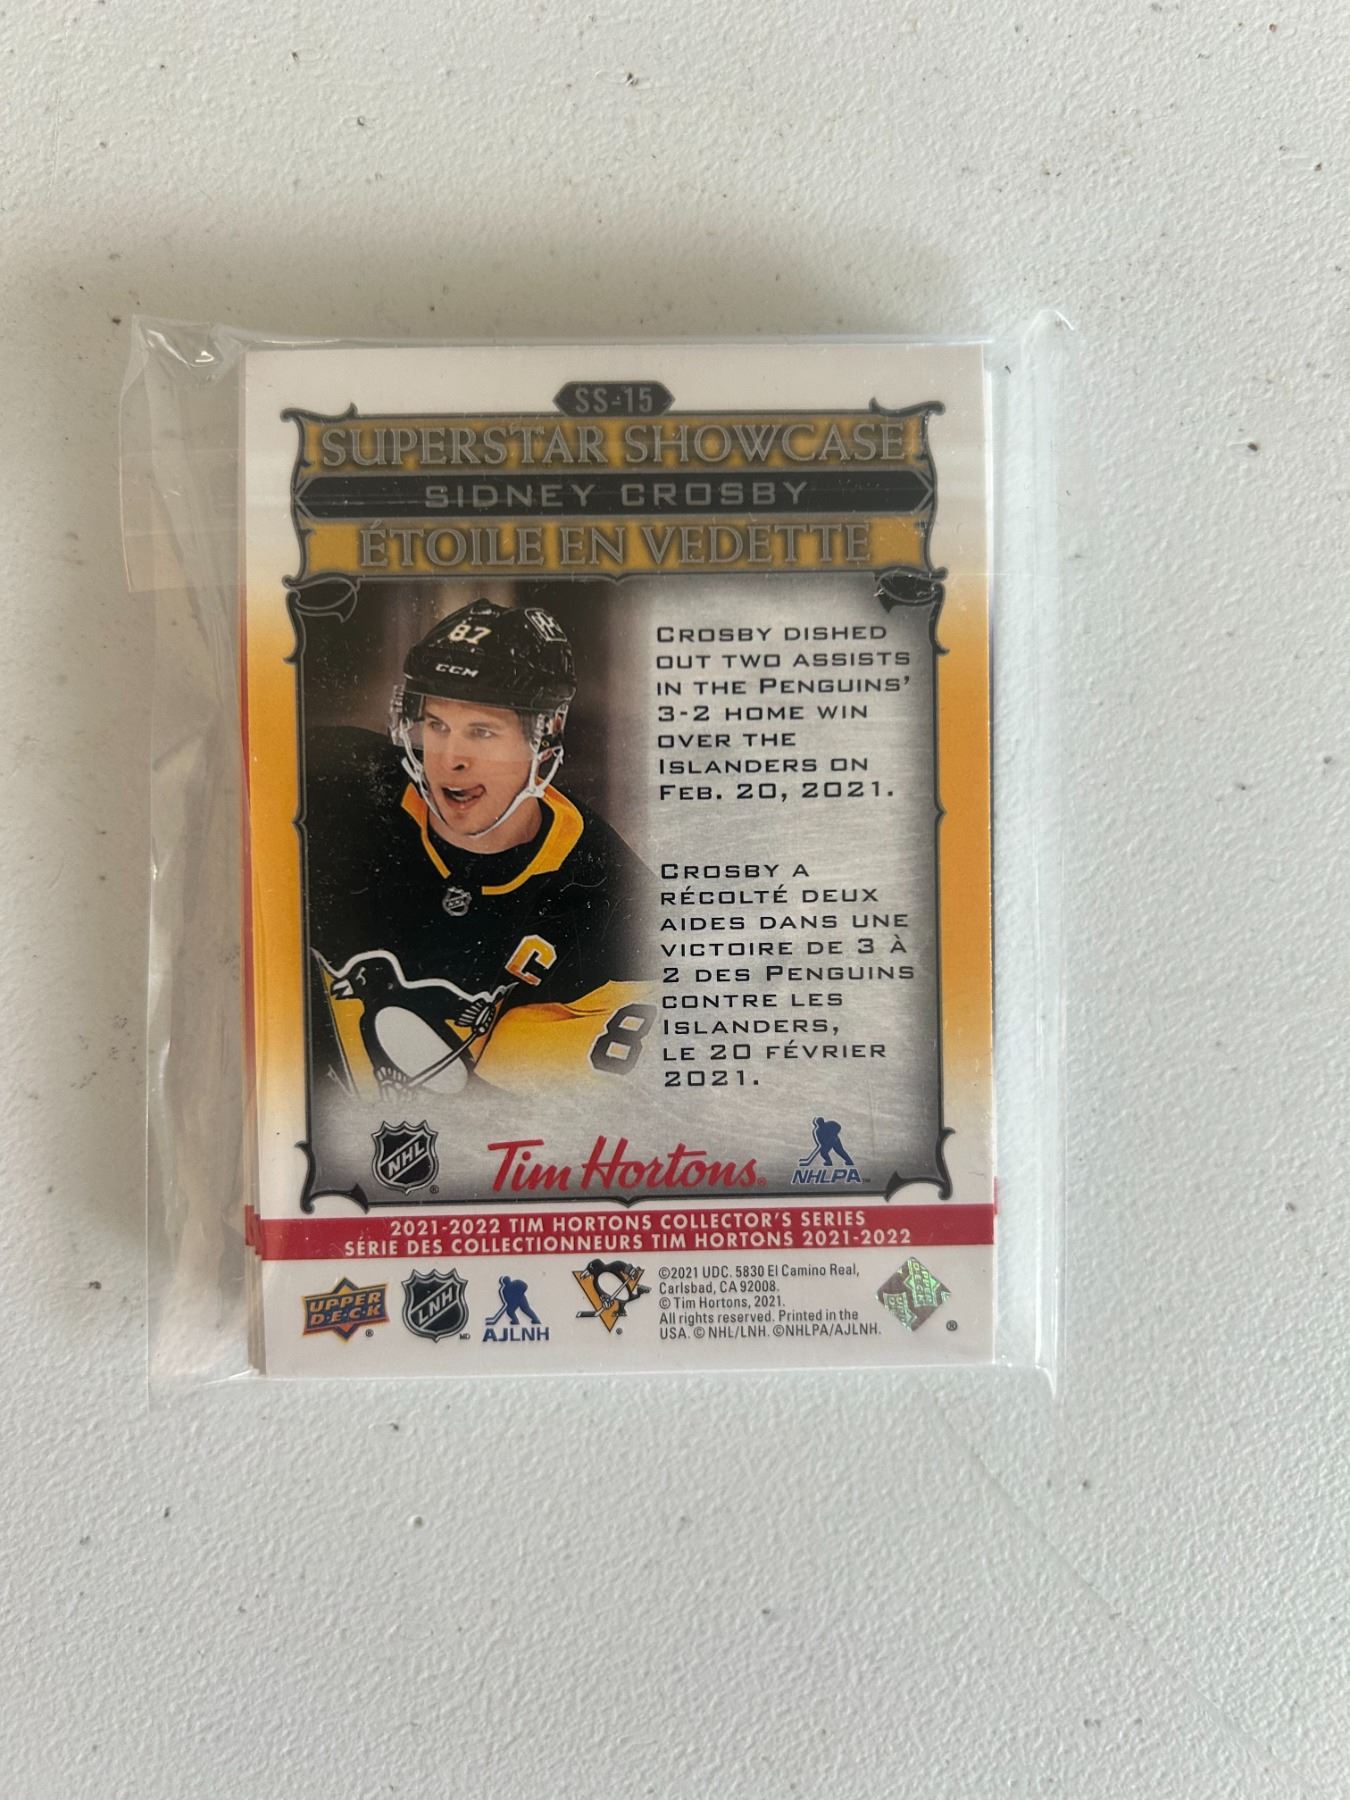 SS-15
SUPERSTAR SHOWCASE
SIDNEY CROSBY
ÉTOILE EN VEDETTE
87
CCM
CROSBY DISHED
OUT TWO ASSISTS
IN THE PENGUINS'
3-2 HOME WIN
OVER THE
ISLANDERS ON
FEB. 20, 2021.
CROSBY A
RÉCOLTÉ DEUX
AIDES DANS UNE
VICTOIRE DE 3 À
2 DES PENGUINS
CONTRE LES
ISLANDERS,
LE 20 FÉVRIER
2021.
C
8
NHL
®
Tim Hortons®
NHLPA™
2021-2022 TIM HORTONS COLLECTOR'S SERIES
SÉRIE DES COLLECTIONNEURS TIM HORTONS 2021-2022
UPPER
D·E·C·K
®
LNH
MD
AJLNH
®
©2021 UDC. 5830 El Camino Real,
Carlsbad, CA 92008.
© Tim Hortons, 2021.
All rights reserved. Printed in the
USA. © NHL/LNH. ©NHLPA/AJLNH.
®